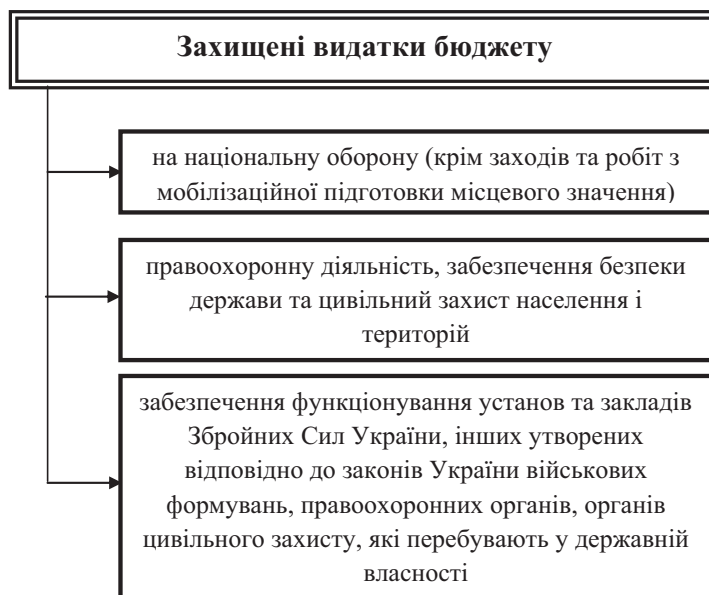 Захищені видатки бюджету
на національну оборону (крім заходів та робіт з
мобілізаційної підготовки місцевого значення)
правоохоронну діяльність, забезпечення безпеки
держави та цивільний захист населення і
територій
забезпечення функціонування установ та закладів
Збройних Сил України, інших утворених
відповідно до законів України військових
формувань, правоохоронних органів, органів
цивільного захисту, які перебувають у державній
власності